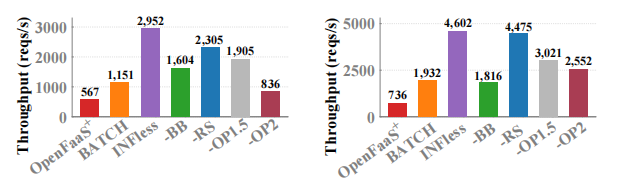 Throughput (reqs/s)
3000
2000
1000
0
567
1,151
2,952
1,604
2,305
1,905
836
OpenFaaS+
BATCH
INFless
-BB
-RS
-OP1.5
-OP2
Throughput (reqs/s)
5000
2500
0
736
1,932
4,602
1,816
4,475
3,021
2,552
OpenFaaS+
BATCH
INFless
-BB
-RS
-OP1.5
-OP2